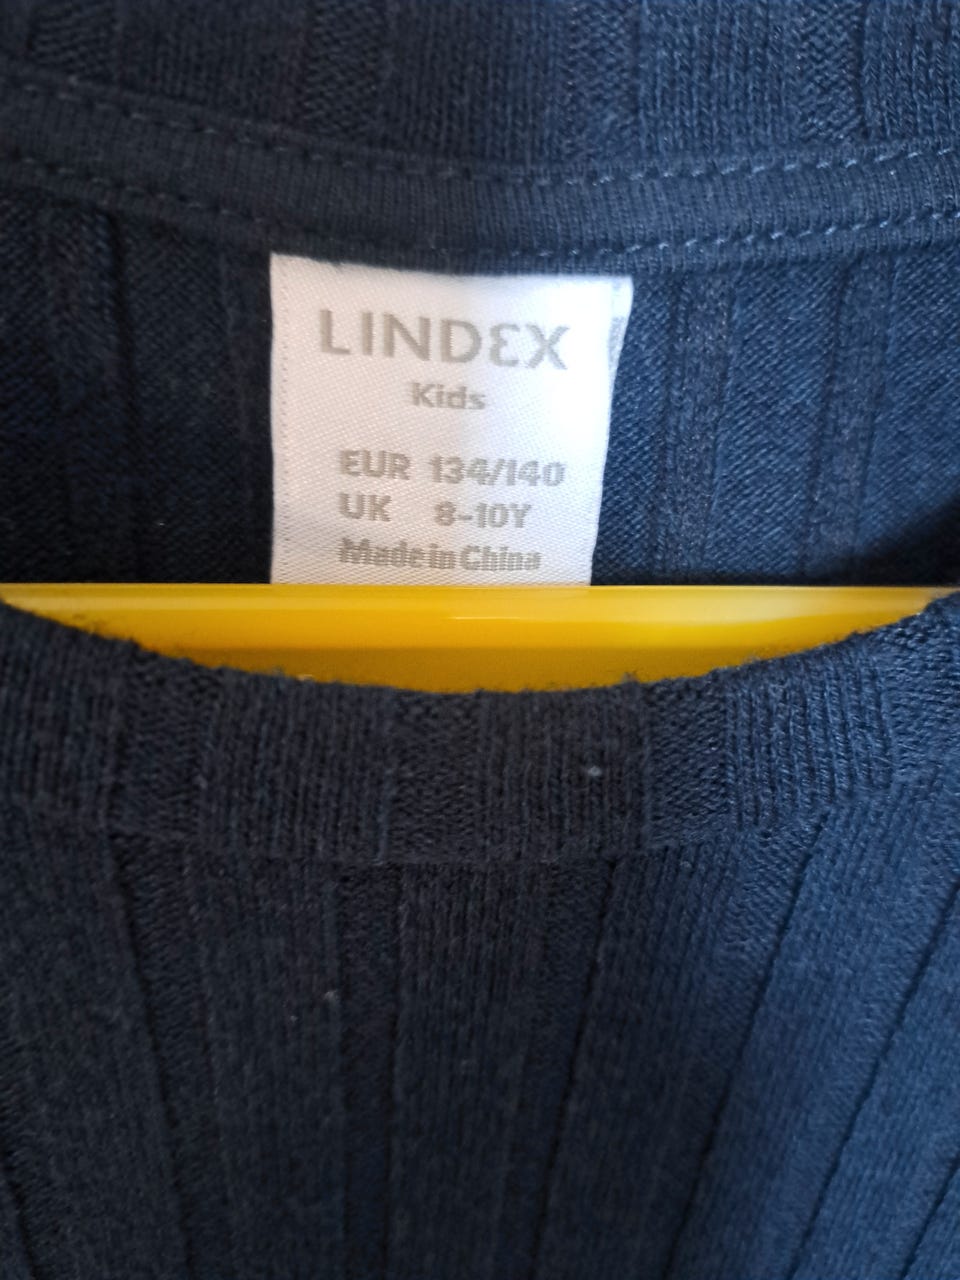 LINDEX
Kids
EUR 134/140
UK 8-10Y
Made in China